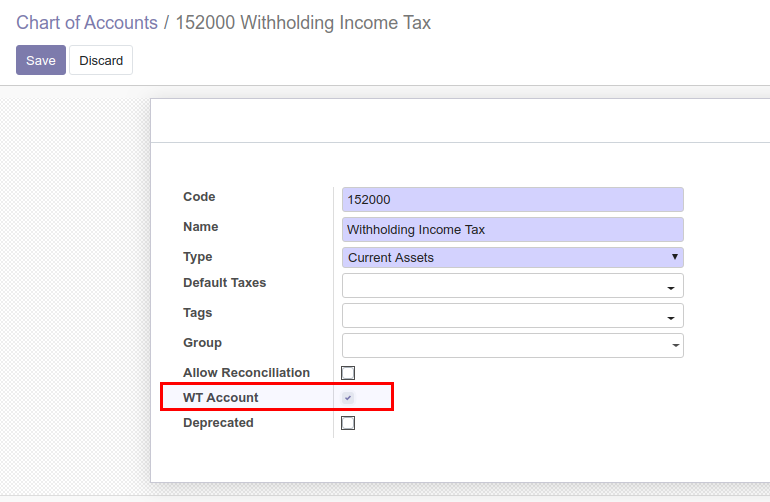 Chart of Accounts / 152000 Withholding Income Tax
Save Discard
Code 152000
Name Withholding Income Tax
Type Current Assets
Default Taxes
Tags
Group
Allow Reconciliation
WT Account
Deprecated